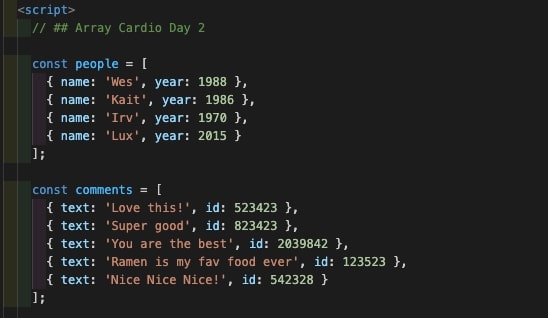 <script>
// ## Array Cardio Day 2
const people = [
{ name: 'Wes', year: 1988 },
{ name: 'Kait', year: 1986 },
{ name: 'Irv', year: 1970 },
{ name: 'Lux', year: 2015 }
];
const comments = [
{ text: 'Love this!', id: 523423 },
{ text: 'Super good', id: 823423 },
{ text: 'You are the best', id: 2039842 },
{ text: 'Ramen is my fav food ever', id: 123523 },
{ text: 'Nice Nice Nice!', id: 542328 }
];